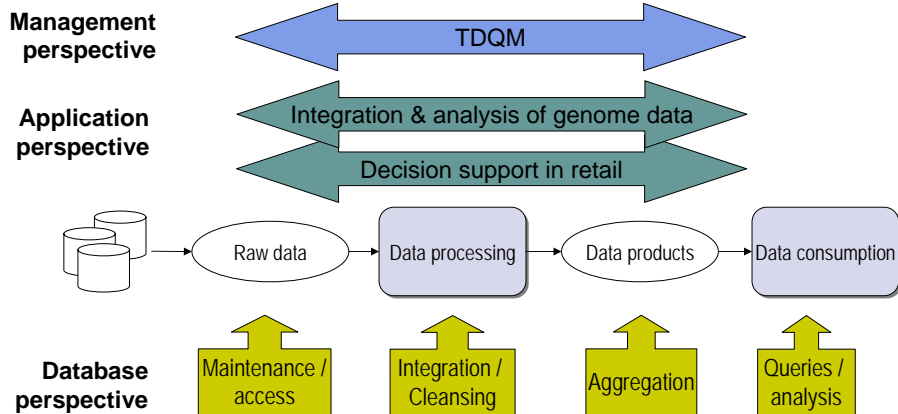 Management
perspective
TDQM
Application
perspective
Integration & analysis of genome data
Decision support in retail
Raw data
Data processing
Data products
Data consumption
Database
perspective
Maintenance /
access
Integration /
Cleansing
Aggregation
Queries /
analysis